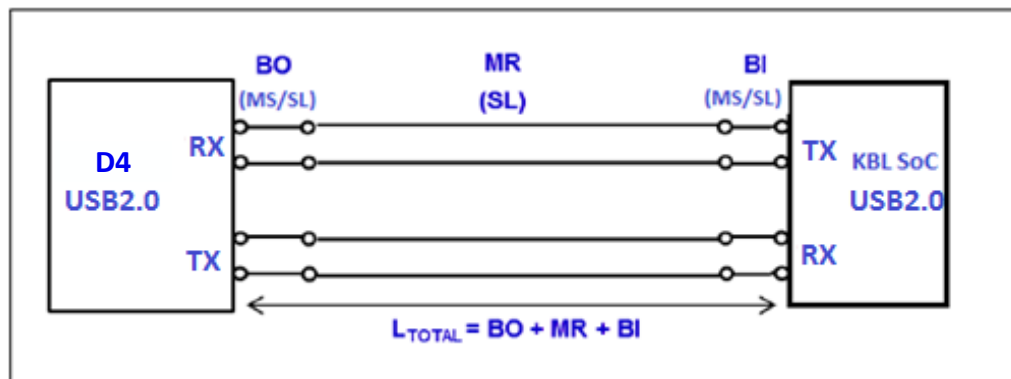 BO MR BI
(MS/SL) (SL) (MS/SL)
RX TX
D4 KBL SoC
USB2.0 USB2.0
TX RX
L_TOTAL = BO + MR + BI